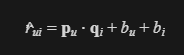 r̂ᵤᵢ = 𝐩ᵤ · 𝐪ᵢ + bᵤ + bᵢ